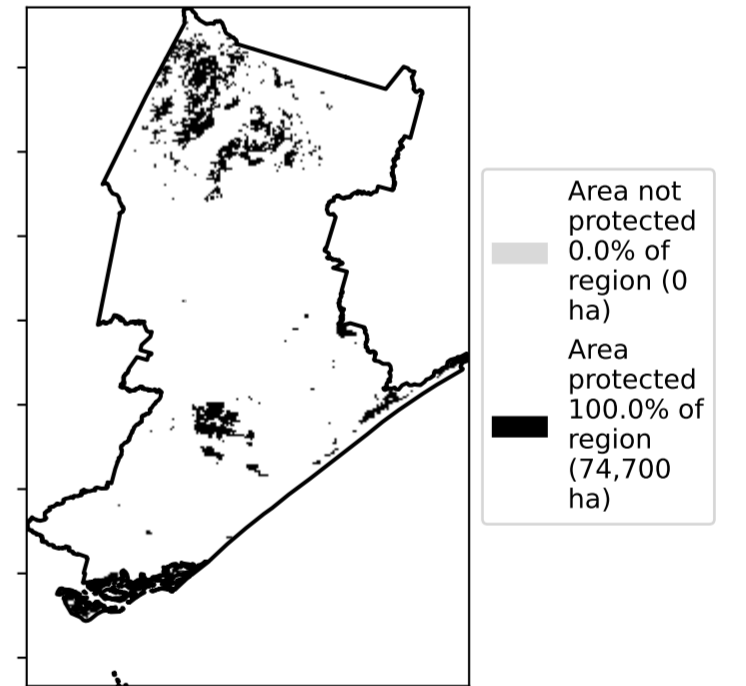 Area not
protected
0.0% of
region (0
ha)
Area
protected
100.0% of
region
(74,700
ha)